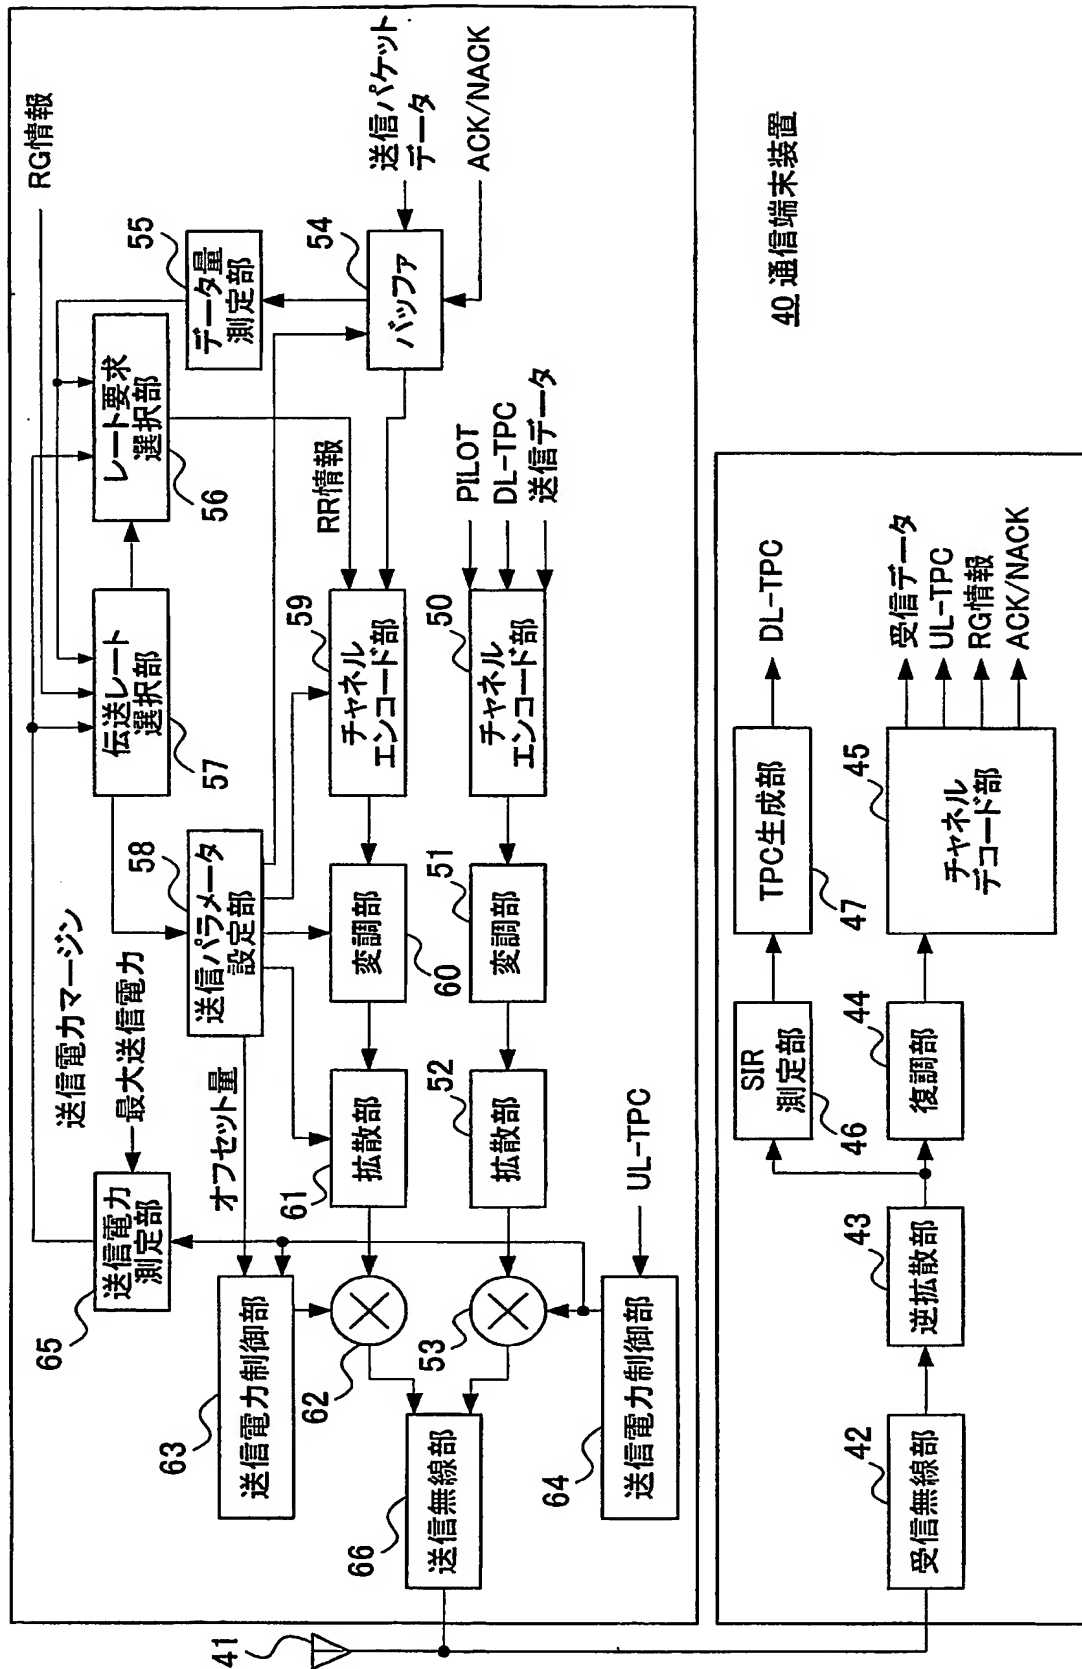 RG情報
送信電力マージン
最大送信電力
65
送信電力
測定部
57
伝送レート
選択部
56
レート要求
選択部
55
データ量
測定部
58
送信パラメータ
設定部
オフセット量
RR情報
54
バッファ
送信パケット
データ
ACK/NACK
63
送信電力制御部
62
61
拡散部
60
変調部
59
チャネル
エンコード部
53
52
拡散部
51
変調部
50
チャネル
エンコード部
PILOT
DL-TPC
送信データ
66
送信無線部
64
送信電力制御部
UL-TPC
41
40 通信端末装置
42
受信無線部
43
逆拡散部
46
SIR
測定部
47
TPC生成部
DL-TPC
44
復調部
45
チャネル
デコード部
受信データ
UL-TPC
RG情報
ACK/NACK